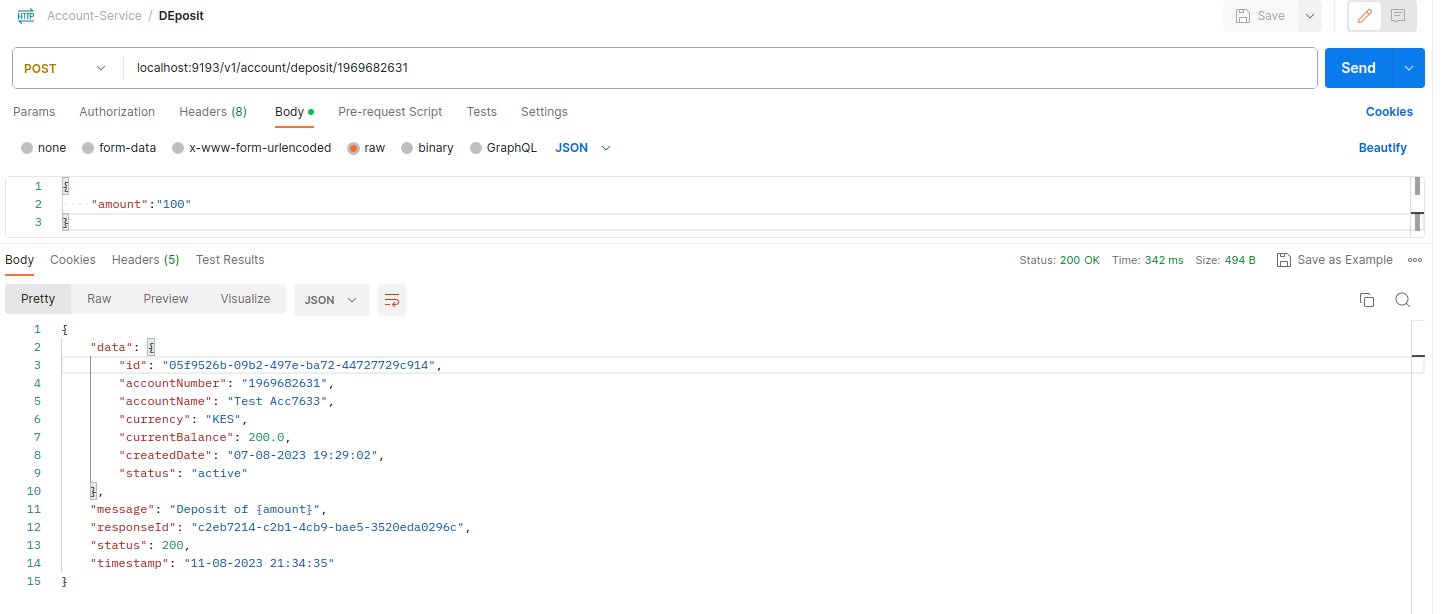 HTTP Account-Service / DEposit Save
POST localhost:9193/v1/account/deposit/1969682631 Send
Params Authorization Headers (8) Body Pre-request Script Tests Settings Cookies
none form-data x-www-form-urlencoded raw binary GraphQL JSON Beautify
1 {
2 "amount":"100"
3 }
Body Cookies Headers (5) Test Results Status: 200 OK Time: 342 ms Size: 494 B Save as Example
Pretty Raw Preview Visualize JSON
1 {
2 "data": {
3 "id": "05f9526b-09b2-497e-ba72-44727729c914",
4 "accountNumber": "1969682631",
5 "accountName": "Test Acc7633",
6 "currency": "KES",
7 "currentBalance": 200.0,
8 "createdDate": "07-08-2023 19:29:02",
9 "status": "active"
10 },
11 "message": "Deposit of {amount}",
12 "responseId": "c2eb7214-c2b1-4cb9-bae5-3520eda0296c",
13 "status": 200,
14 "timestamp": "11-08-2023 21:34:35"
15 }